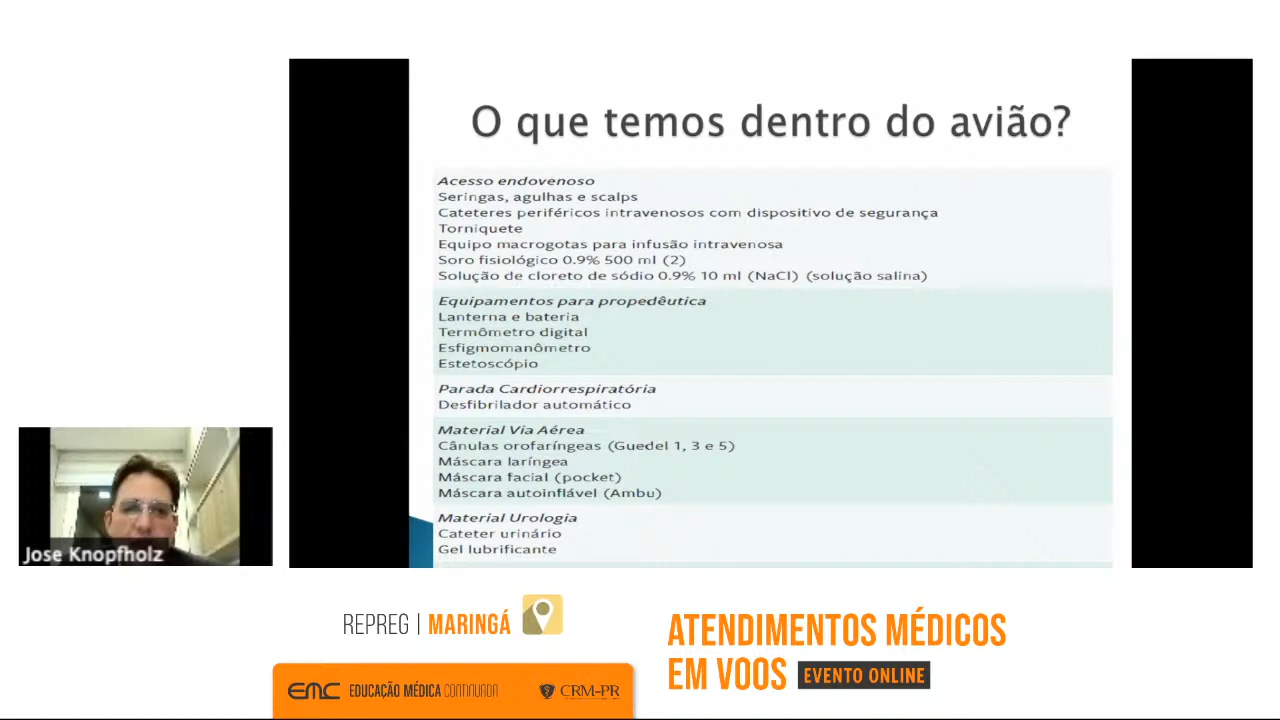 O que temos dentro do avião?
Acesso endovenoso
Seringas, agulhas e scalps
Cateteres periféricos intravenosos com dispositivo de segurança
Torniquete
Equipo macrogotas para infusão intravenosa
Soro fisiológico 0.9% 500 ml (2)
Solução de cloreto de sódio 0.9% 10 ml (NaCl) (solução salina)
Equipamentos para propedêutica
Lanterna e bateria
Termômetro digital
Esfigmomanômetro
Estetoscópio
Parada Cardiorrespiratória
Desfibrilador automático
Material Via Aérea
Cânulas orofaríngeas (Guedel 1, 3 e 5)
Máscara laríngea
Máscara facial (pocket)
Máscara autoinflável (Ambu)
Material Urologia
Cateter urinário
Gel lubrificante
Jose Knopfholz
REPREG | MARINGÁ
EMC EDUCAÇÃO MÉDICA CONTINUADA CRM-PR
ATENDIMENTOS MÉDICOS
EM VOOS EVENTO ONLINE